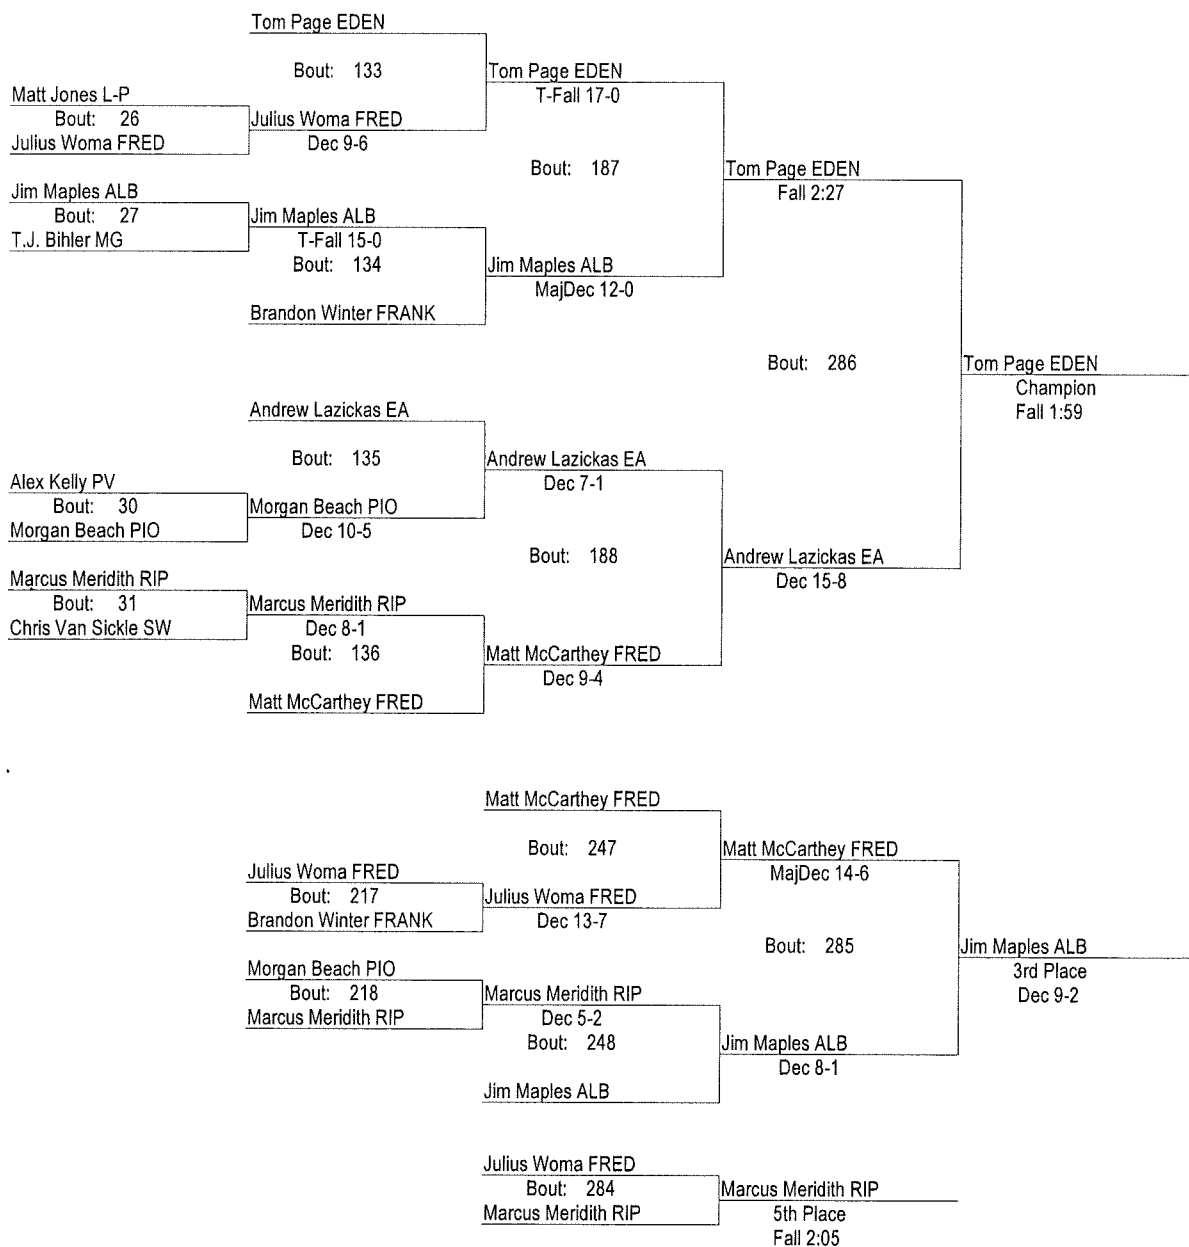 Tom Page EDEN
Bout: 133
Tom Page EDEN
T-Fall 17-0
Matt Jones L-P
Bout: 26
Julius Woma FRED
Julius Woma FRED
Dec 9-6
Bout: 187
Tom Page EDEN
Fall 2:27
Jim Maples ALB
Bout: 27
T.J. Bihler MG
Jim Maples ALB
T-Fall 15-0
Bout: 134
Jim Maples ALB
MajDec 12-0
Brandon Winter FRANK
Bout: 286
Tom Page EDEN
Champion
Fall 1:59
Andrew Lazickas EA
Bout: 135
Andrew Lazickas EA
Dec 7-1
Alex Kelly PV
Bout: 30
Morgan Beach PIO
Morgan Beach PIO
Dec 10-5
Bout: 188
Andrew Lazickas EA
Dec 15-8
Marcus Meridith RIP
Bout: 31
Chris Van Sickle SW
Marcus Meridith RIP
Dec 8-1
Bout: 136
Matt McCarthey FRED
Dec 9-4
Matt McCarthey FRED
Matt McCarthey FRED
Bout: 247
Matt McCarthey FRED
MajDec 14-6
Julius Woma FRED
Bout: 217
Brandon Winter FRANK
Julius Woma FRED
Dec 13-7
Bout: 285
Jim Maples ALB
3rd Place
Dec 9-2
Morgan Beach PIO
Bout: 218
Marcus Meridith RIP
Marcus Meridith RIP
Dec 5-2
Bout: 248
Jim Maples ALB
Dec 8-1
Jim Maples ALB
Julius Woma FRED
Bout: 284
Marcus Meridith RIP
Marcus Meridith RIP
5th Place
Fall 2:05